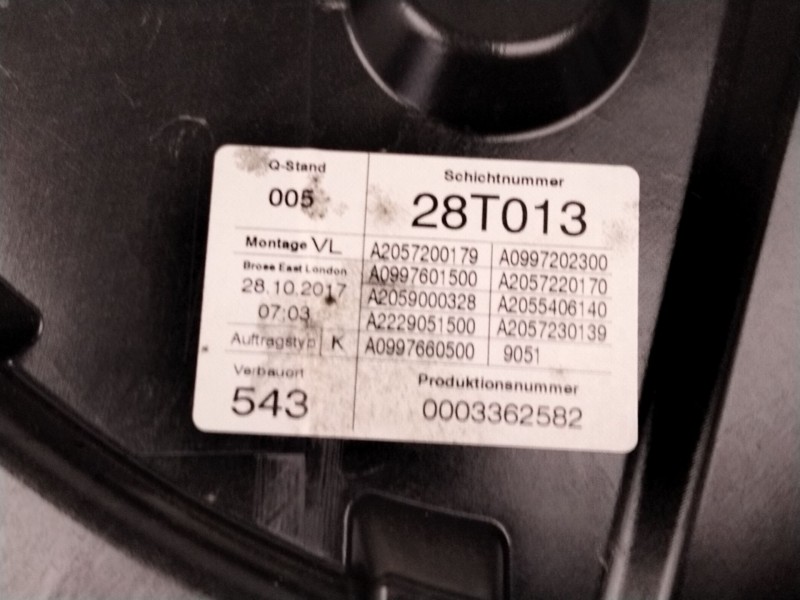 Q-Stand
005
Schichtnummer
28T013
Montage VL
Brose East London
28.10.2017
07:03
Auftragstyp K
Verbauort
543
A2057200179 A0997202300
A0997601500 A2057220170
A2059000328 A2055406140
A2229051500 A2057230139
A0997660500 9051
Produktionsnummer
0003362582